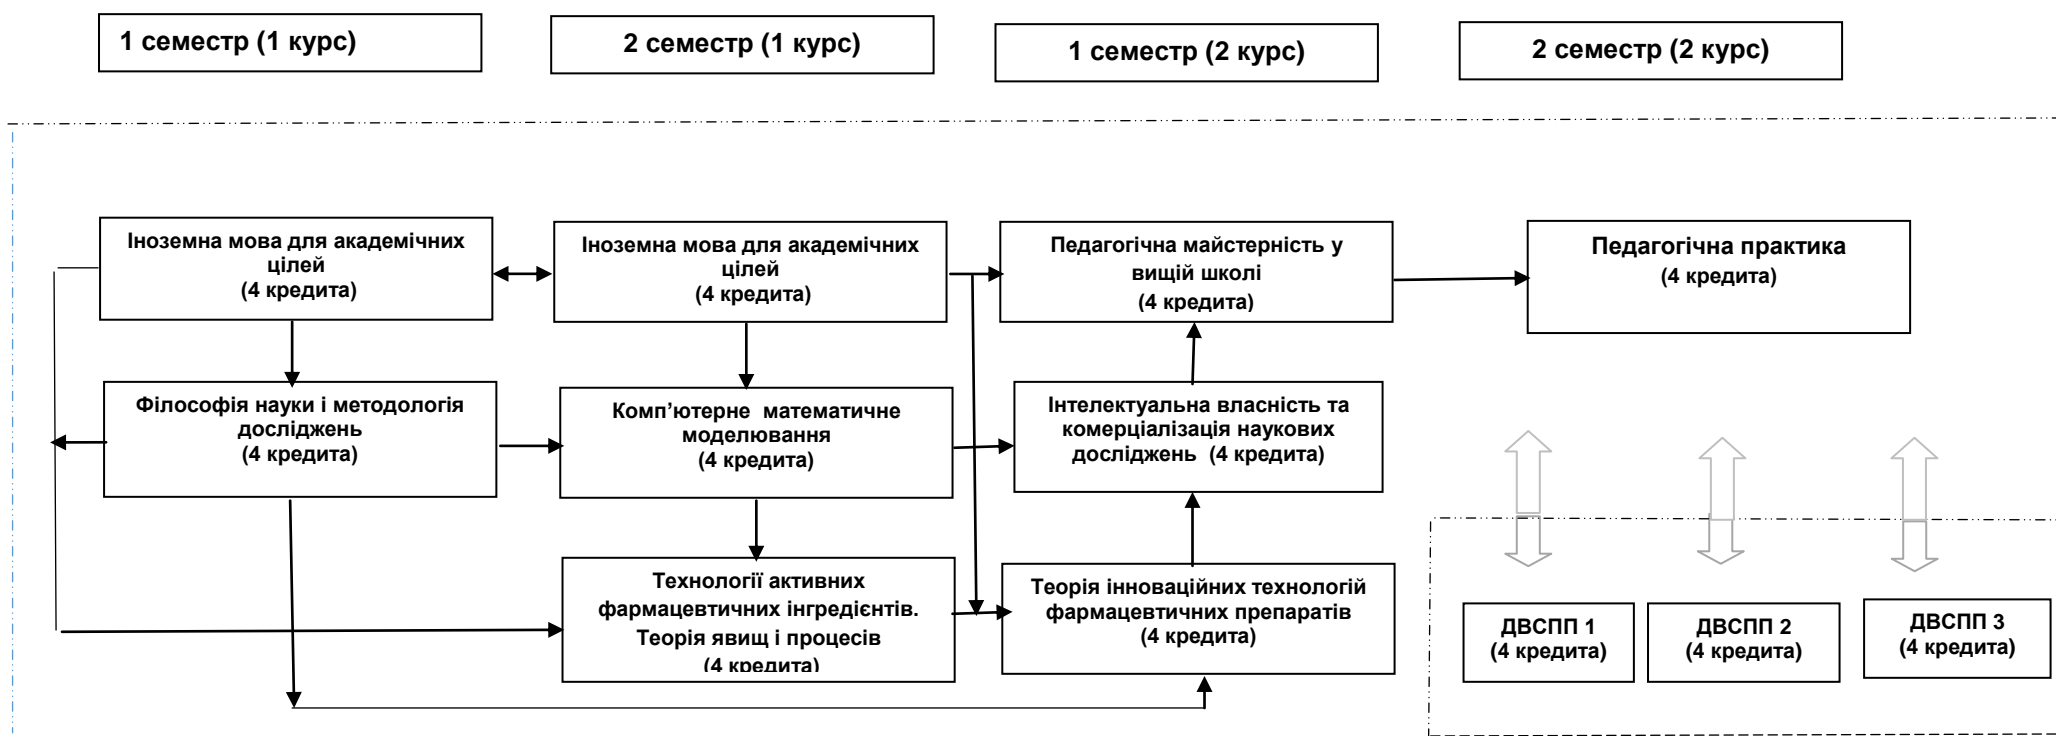 1 семестр (1 курс)
2 семестр (1 курс)
1 семестр (2 курс)
2 семестр (2 курс)
Іноземна мова для академічних
цілей
(4 кредита)
Іноземна мова для академічних
цілей
(4 кредита)
Педагогічна майстерність у
вищій школі
(4 кредита)
Педагогічна практика
(4 кредита)
Філософія науки і методологія
досліджень
(4 кредита)
Комп’ютерне математичне
моделювання
(4 кредита)
Інтелектуальна власність та
комерціалізація наукових
досліджень (4 кредита)
Технології активних
фармацевтичних інгредієнтів.
Теорія явищ і процесів
(4 кредита)
Теорія інноваційних технологій
фармацевтичних препаратів
(4 кредита)
ДВСПП 1
(4 кредита)
ДВСПП 2
(4 кредита)
ДВСПП 3
(4 кредита)